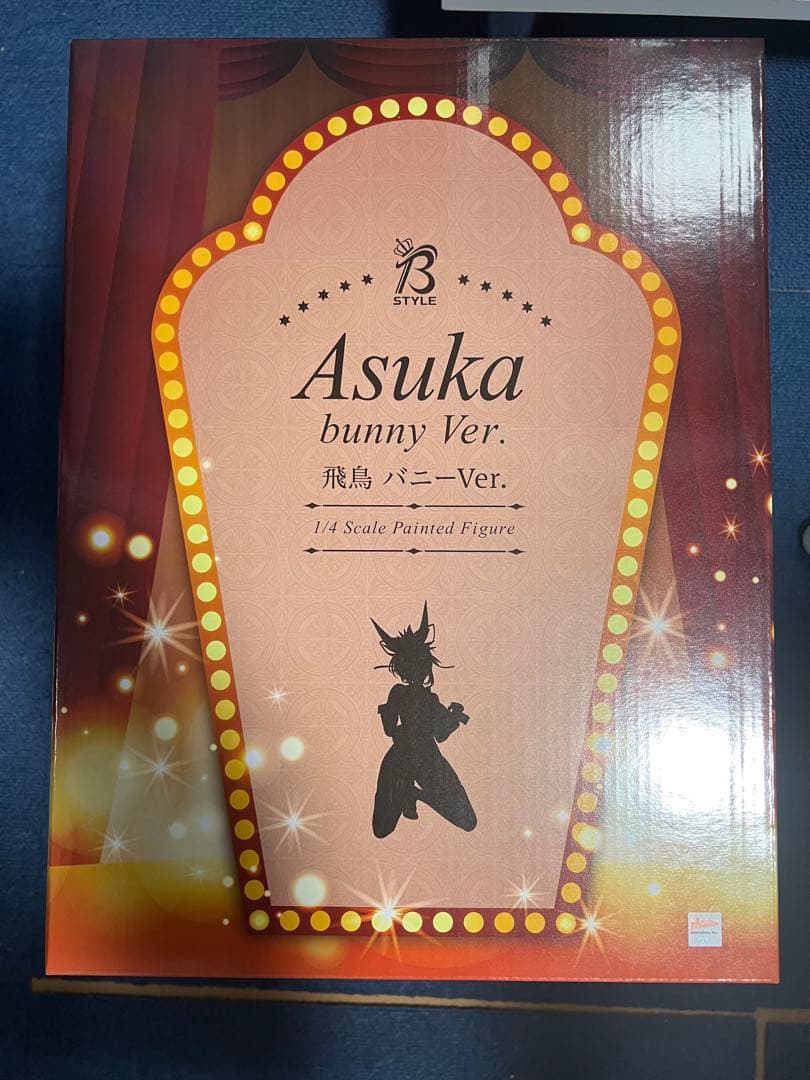 B
STYLE
Asuka
bunny Ver.
飛鳥 バニーVer.
1/4 Scale Painted Figure